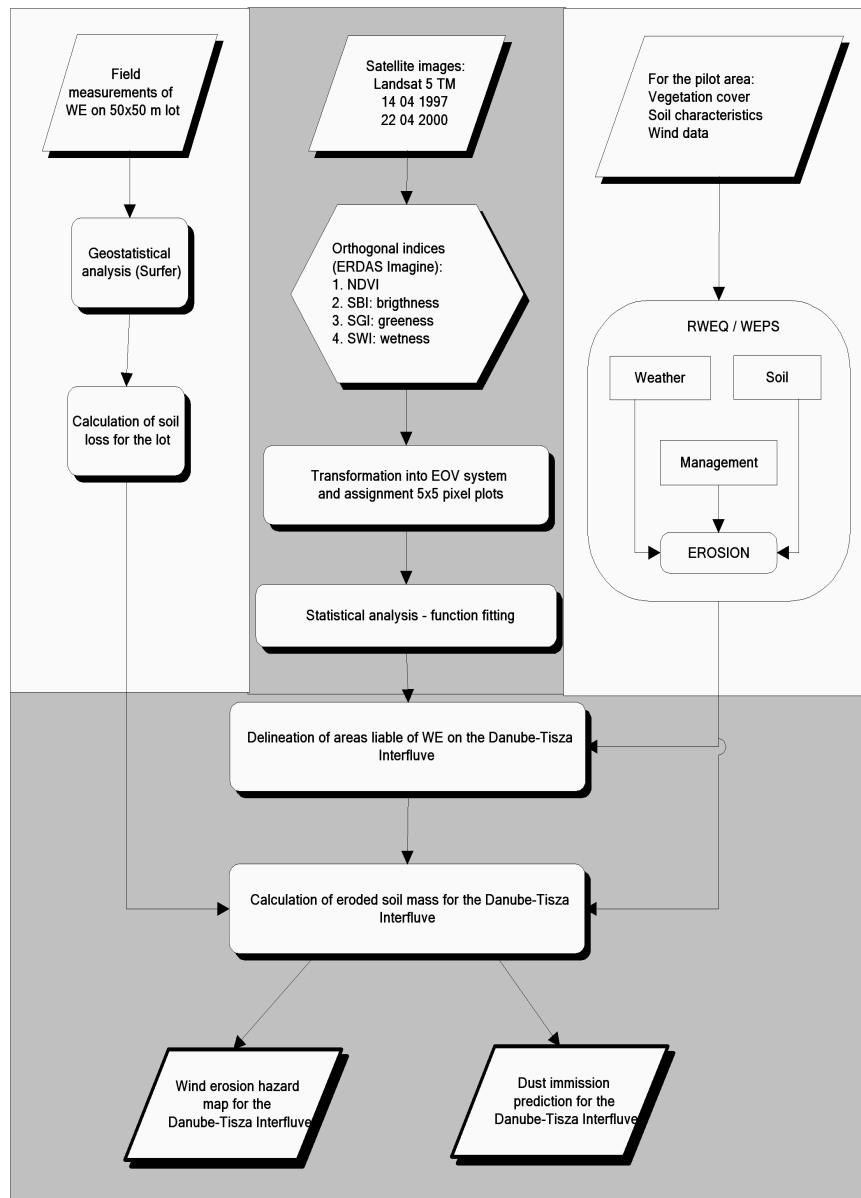 Field
measurements of
WE on 50x50 m lot
Geostatistical
analysis (Surfer)
Calculation of soil
loss for the lot
Satellite images:
Landsat 5 TM
14 04 1997
22 04 2000
Orthogonal indices
(ERDAS Imagine):
1. NDVI
2. SBI: brigthness
3. SGI: greeness
4. SWI: wetness
Transformation into EOV system
and assignment 5x5 pixel plots
Statistical analysis - function fitting
For the pilot area:
Vegetation cover
Soil characteristics
Wind data
RWEQ / WEPS
Weather
Soil
Management
EROSION
Delineation of areas liable of WE on the Danube-Tisza
Interfluve
Calculation of eroded soil mass for the Danube-Tisza
Interfluve
Wind erosion hazard
map for the
Danube-Tisza Interfluve
Dust immission
prediction for the
Danube-Tisza Interfluve